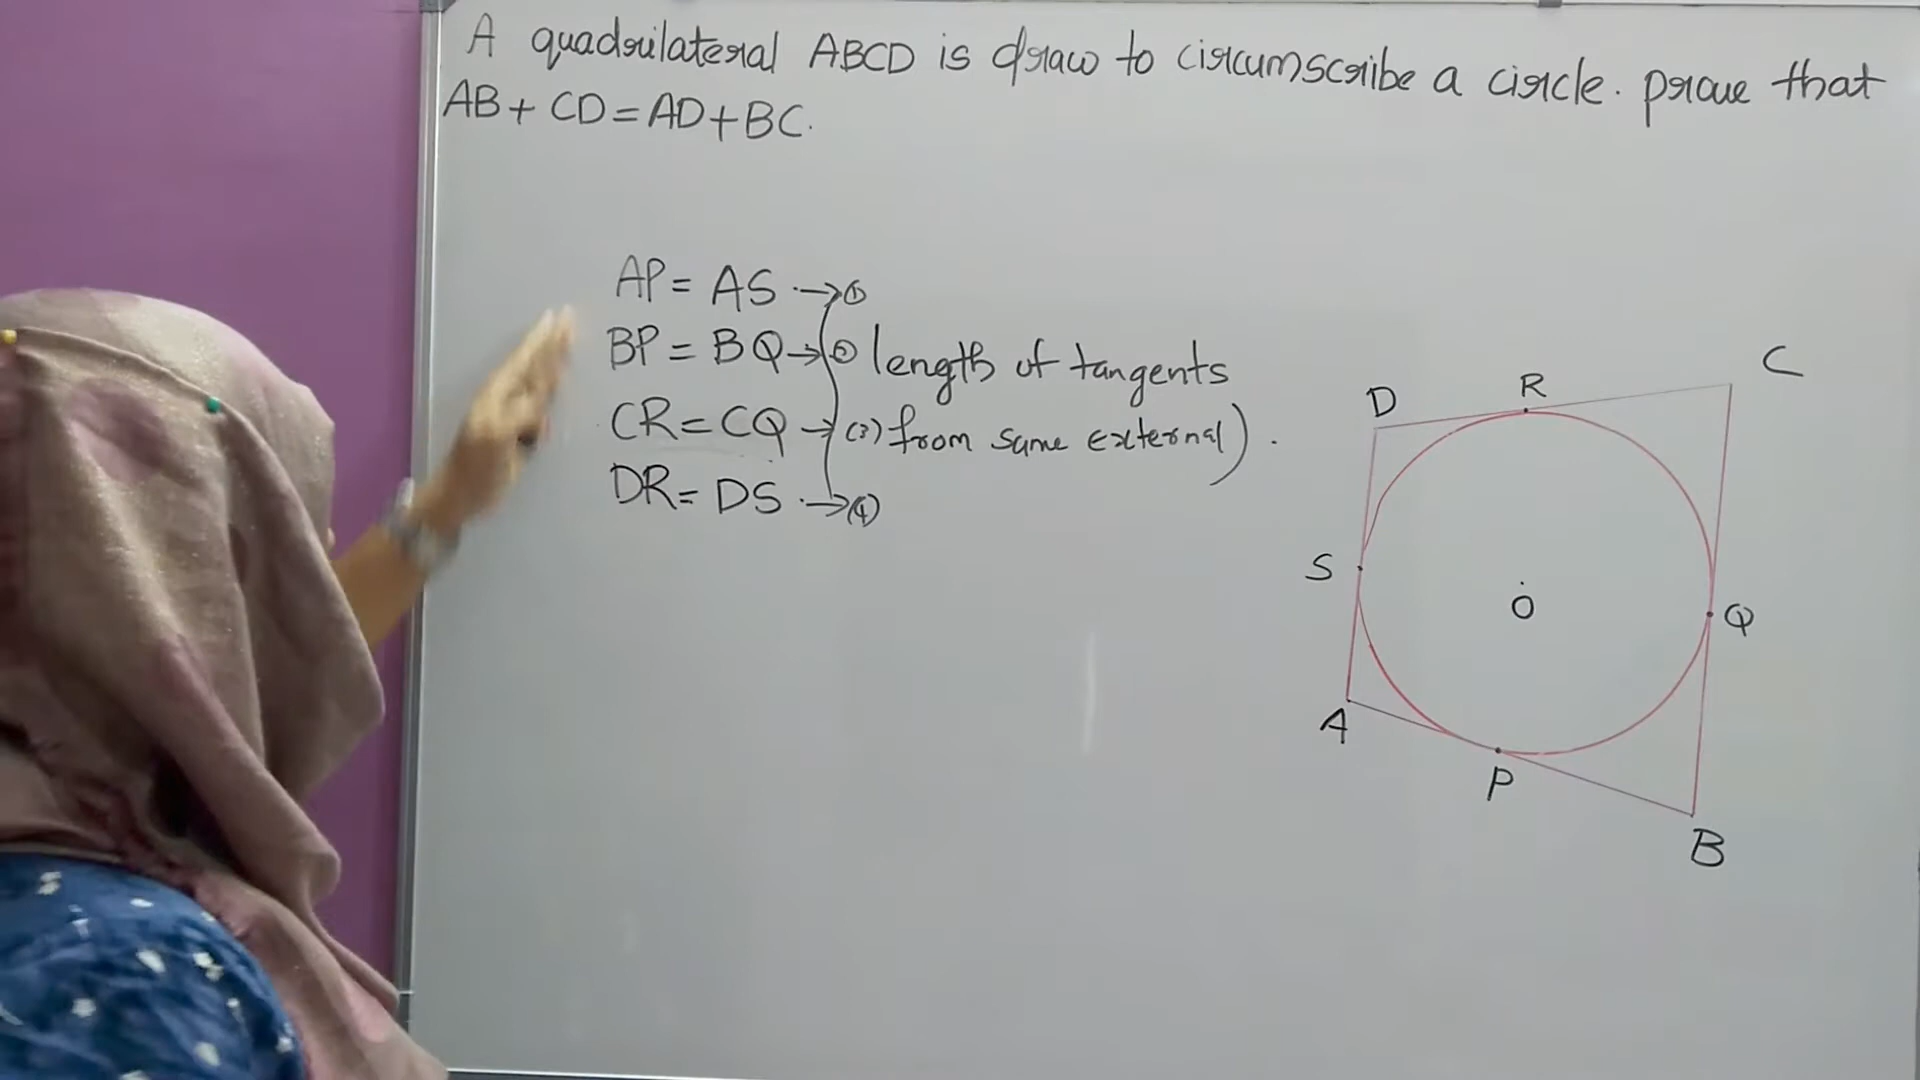 A quadrilateral ABCD is draw to circumscribe a circle. prove that
AB + CD = AD + BC.
AP = AS → (1)
BP = BQ → (2) length of tangents
CR = CQ → (3) from same external) .
DR = DS → (4)
C
D
R
S
O
Q
A
P
B